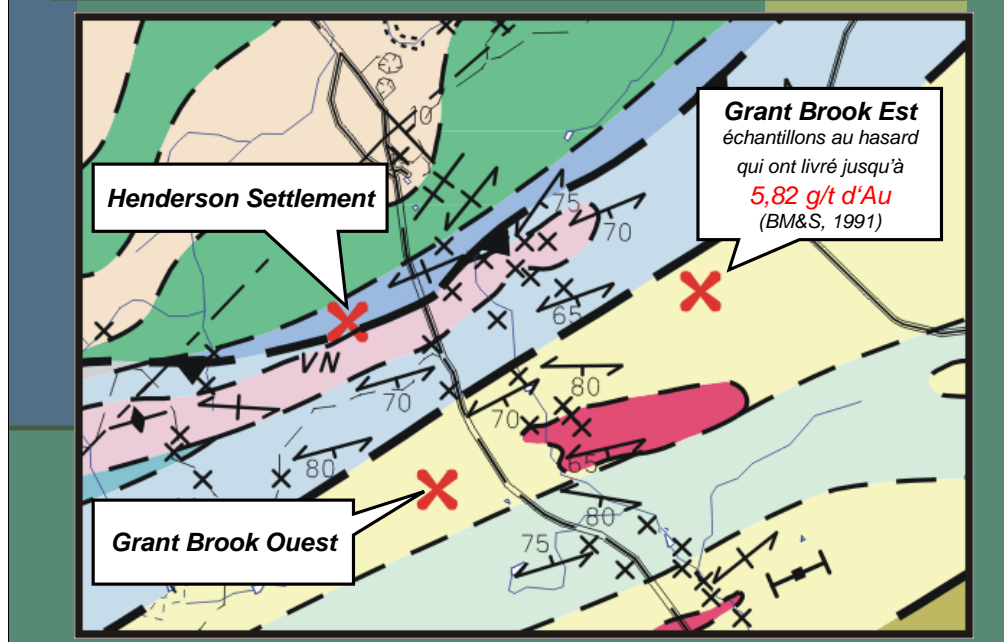 10
Grant Brook Est
échantillons au hasard
qui ont livré jusqu'à
5,82 g/t d'Au
(BM&S, 1991)
Henderson Settlement
75
70
65
VN
70
80
70
80
65
80
75
Grant Brook Ouest